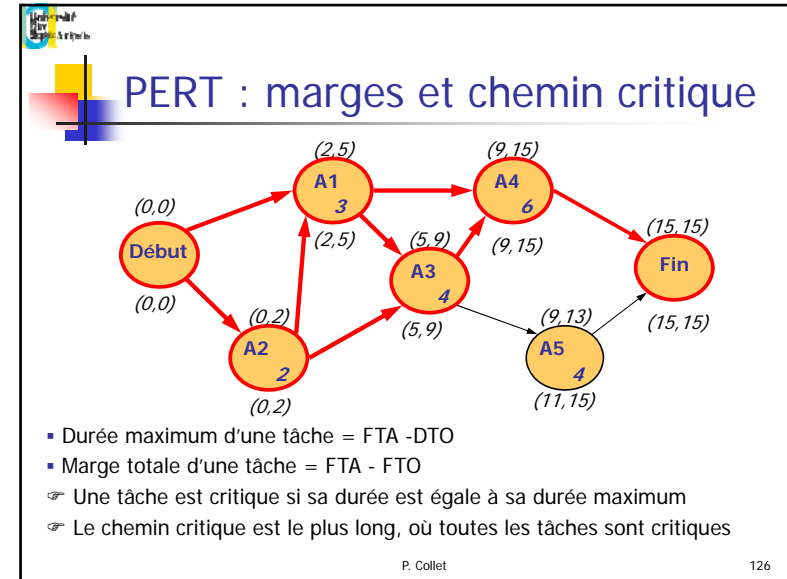 PERT : marges et chemin critique
(2,5)
(9,15)
A1
3
A4
6
(0,0)
(15,15)
(2,5)
(5,9)
(9,15)
Début
A3
4
Fin
(0,0)
(0,2)
(5,9)
(9,13)
(15,15)
A2
2
A5
4
(0,2)
(11,15)
▪ Durée maximum d'une tâche = FTA -DTO
▪ Marge totale d'une tâche = FTA - FTO
☞ Une tâche est critique si sa durée est égale à sa durée maximum
☞ Le chemin critique est le plus long, où toutes les tâches sont critiques
P. Collet
126